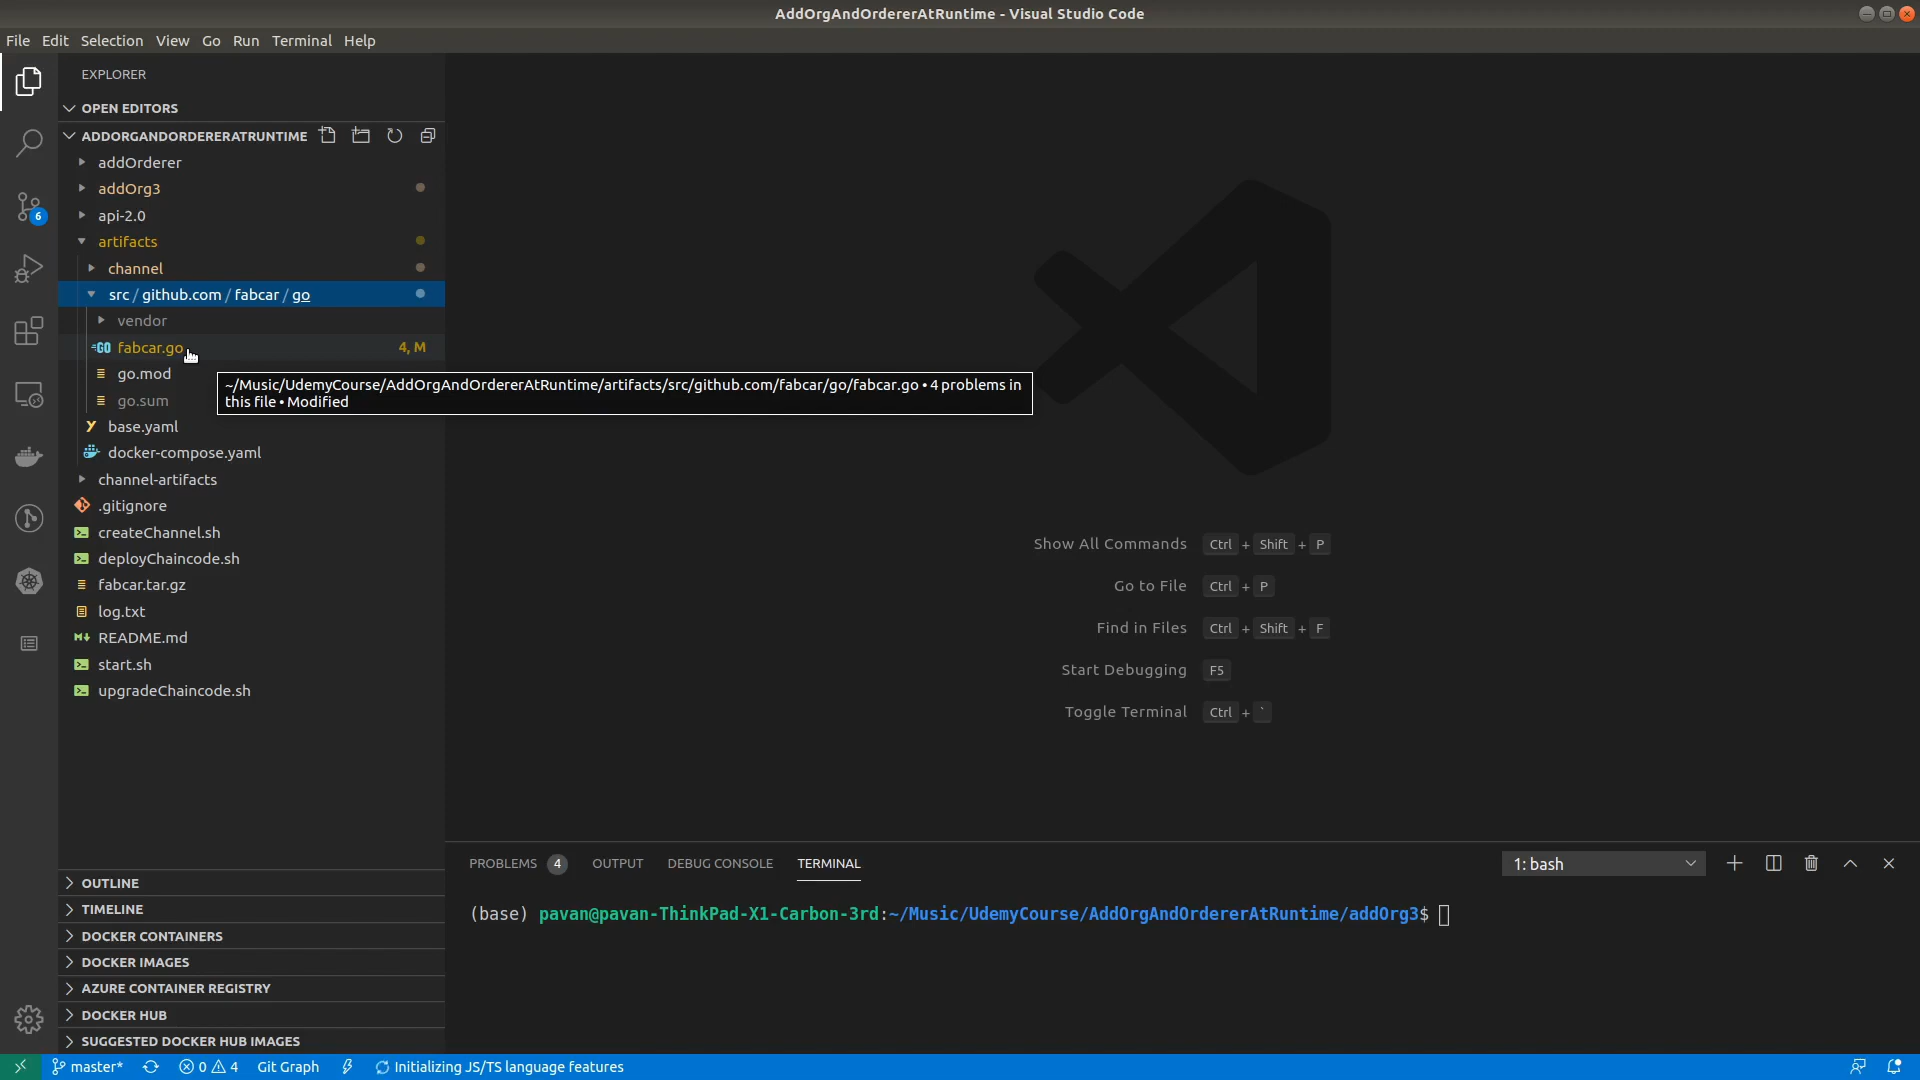 AddOrgAndOrdererAtRuntime - Visual Studio Code
File Edit Selection View Go Run Terminal Help
EXPLORER
OPEN EDITORS
ADDORGANDORDERERATRUNTIME
addOrderer
addOrg3
api-2.0
artifacts
channel
src / github.com / fabcar / go
vendor
GO fabcar.go 4, M
go.mod
~/Music/UdemyCourse/AddOrgAndOrdererAtRuntime/artifacts/src/github.com/fabcar/go/fabcar.go • 4 problems in
this file • Modified
go.sum
base.yaml
docker-compose.yaml
channel-artifacts
.gitignore
createChannel.sh
deployChaincode.sh
fabcar.tar.gz
log.txt
README.md
start.sh
upgradeChaincode.sh
6
Show All Commands Ctrl + Shift + P
Go to File Ctrl + P
Find in Files Ctrl + Shift + F
Start Debugging F5
Toggle Terminal Ctrl + `
OUTLINE
TIMELINE
DOCKER CONTAINERS
DOCKER IMAGES
AZURE CONTAINER REGISTRY
DOCKER HUB
SUGGESTED DOCKER HUB IMAGES
PROBLEMS 4 OUTPUT DEBUG CONSOLE TERMINAL 1: bash
(base) pavan@pavan-ThinkPad-X1-Carbon-3rd:~/Music/UdemyCourse/AddOrgAndOrdererAtRuntime/addOrg3$
master* 0 4 Git Graph Initializing JS/TS language features